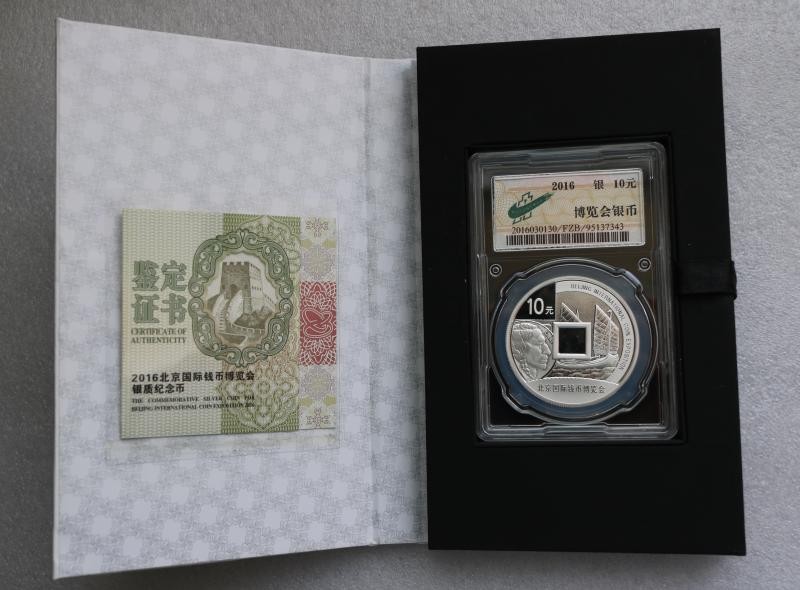 鉴定
证书
CERTIFICATE OF
AUTHENTICITY
2016北京国际钱币博览会
银质纪念币
THE COMMEMORATIVE SILVER COIN FOR
BEIJING INTERNATIONAL COIN EXPOSITION 2016
2016 银 10元
博览会银币
2016030130/FZB/95137343
BEIJING INTERNATIONAL COIN EXPOSITION
10元
北京国际钱币博览会